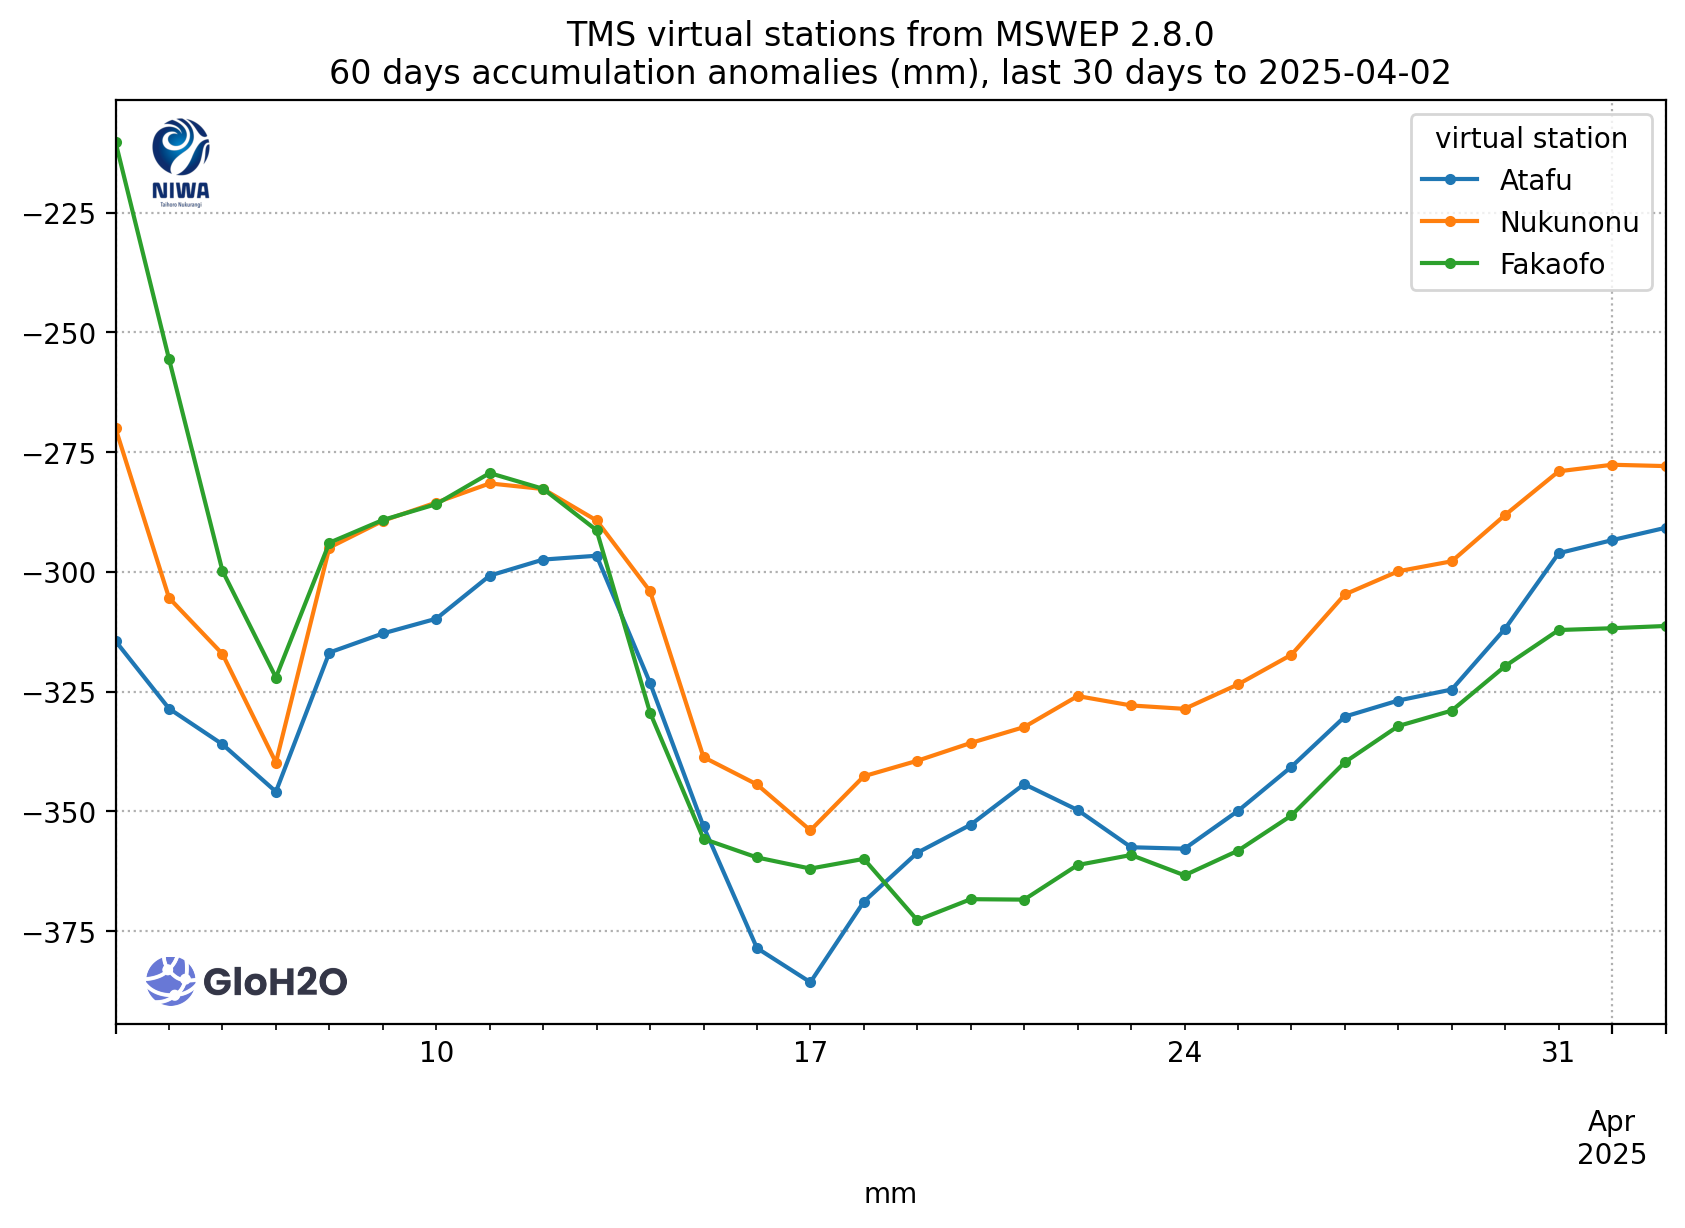 TMS virtual stations from MSWEP 2.8.0
60 days accumulation anomalies (mm), last 30 days to 2025-04-02
NIWA
Taihoro Nukurangi
virtual station
Atafu
Nukunonu
Fakaofo
−225
−250
−275
−300
−325
−350
−375
GloH2O
10
17
24
31
Apr
2025
mm